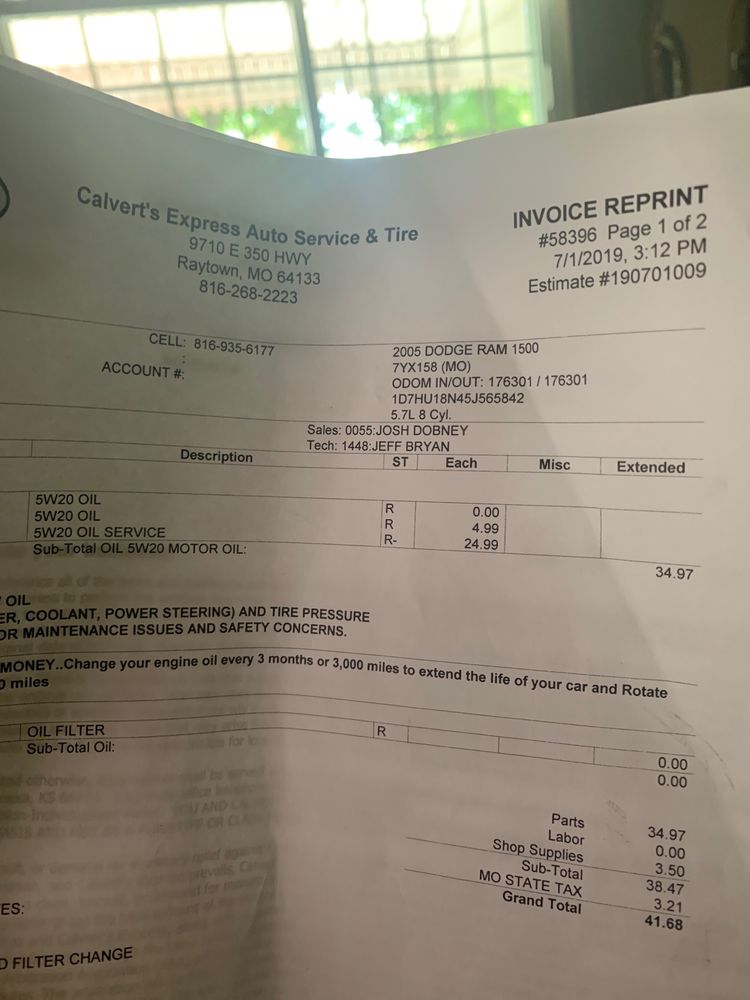 Calvert's Express Auto Service & Tire
9710 E 350 HWY
Raytown, MO 64133
816-268-2223
INVOICE REPRINT
#58396 Page 1 of 2
7/1/2019, 3:12 PM
Estimate #190701009
CELL: 816-935-6177
:
ACCOUNT #:
2005 DODGE RAM 1500
7YX158 (MO)
ODOM IN/OUT: 176301 / 176301
1D7HU18N45J565842
5.7L 8 Cyl.
Sales: 0055:JOSH DOBNEY
Tech: 1448:JEFF BRYAN
Description ST Each Misc Extended
5W20 OIL R 0.00
5W20 OIL R 4.99
5W20 OIL SERVICE R- 24.99
Sub-Total OIL 5W20 MOTOR OIL: 34.97
OIL
ER, COOLANT, POWER STEERING) AND TIRE PRESSURE
OR MAINTENANCE ISSUES AND SAFETY CONCERNS.
MONEY..Change your engine oil every 3 months or 3,000 miles to extend the life of your car and Rotate
0 miles
OIL FILTER R 0.00
Sub-Total Oil: 0.00
Parts 34.97
Labor 0.00
Shop Supplies 3.50
Sub-Total 38.47
MO STATE TAX 3.21
Grand Total 41.68
ES:
D FILTER CHANGE